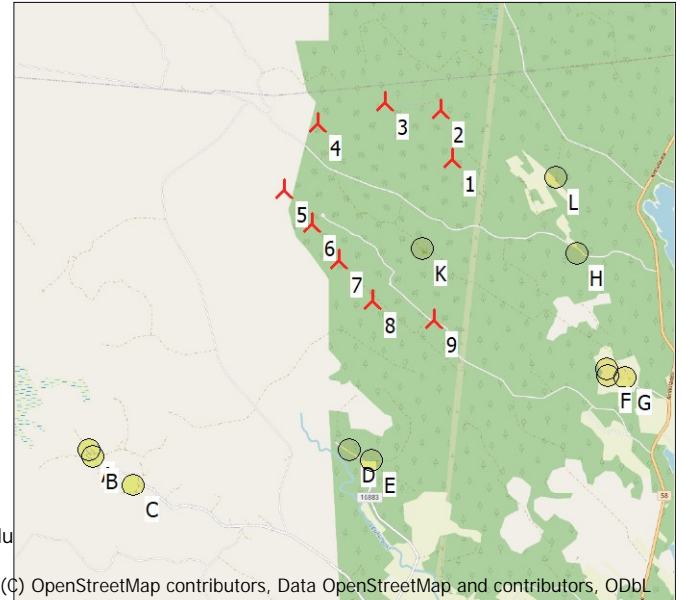 4
3
2
1
L
5
6
K
H
7
8
9
F
G
D
B
E
C
16883
58
lu
(C) OpenStreetMap contributors, Data OpenStreetMap and contributors, ODbL